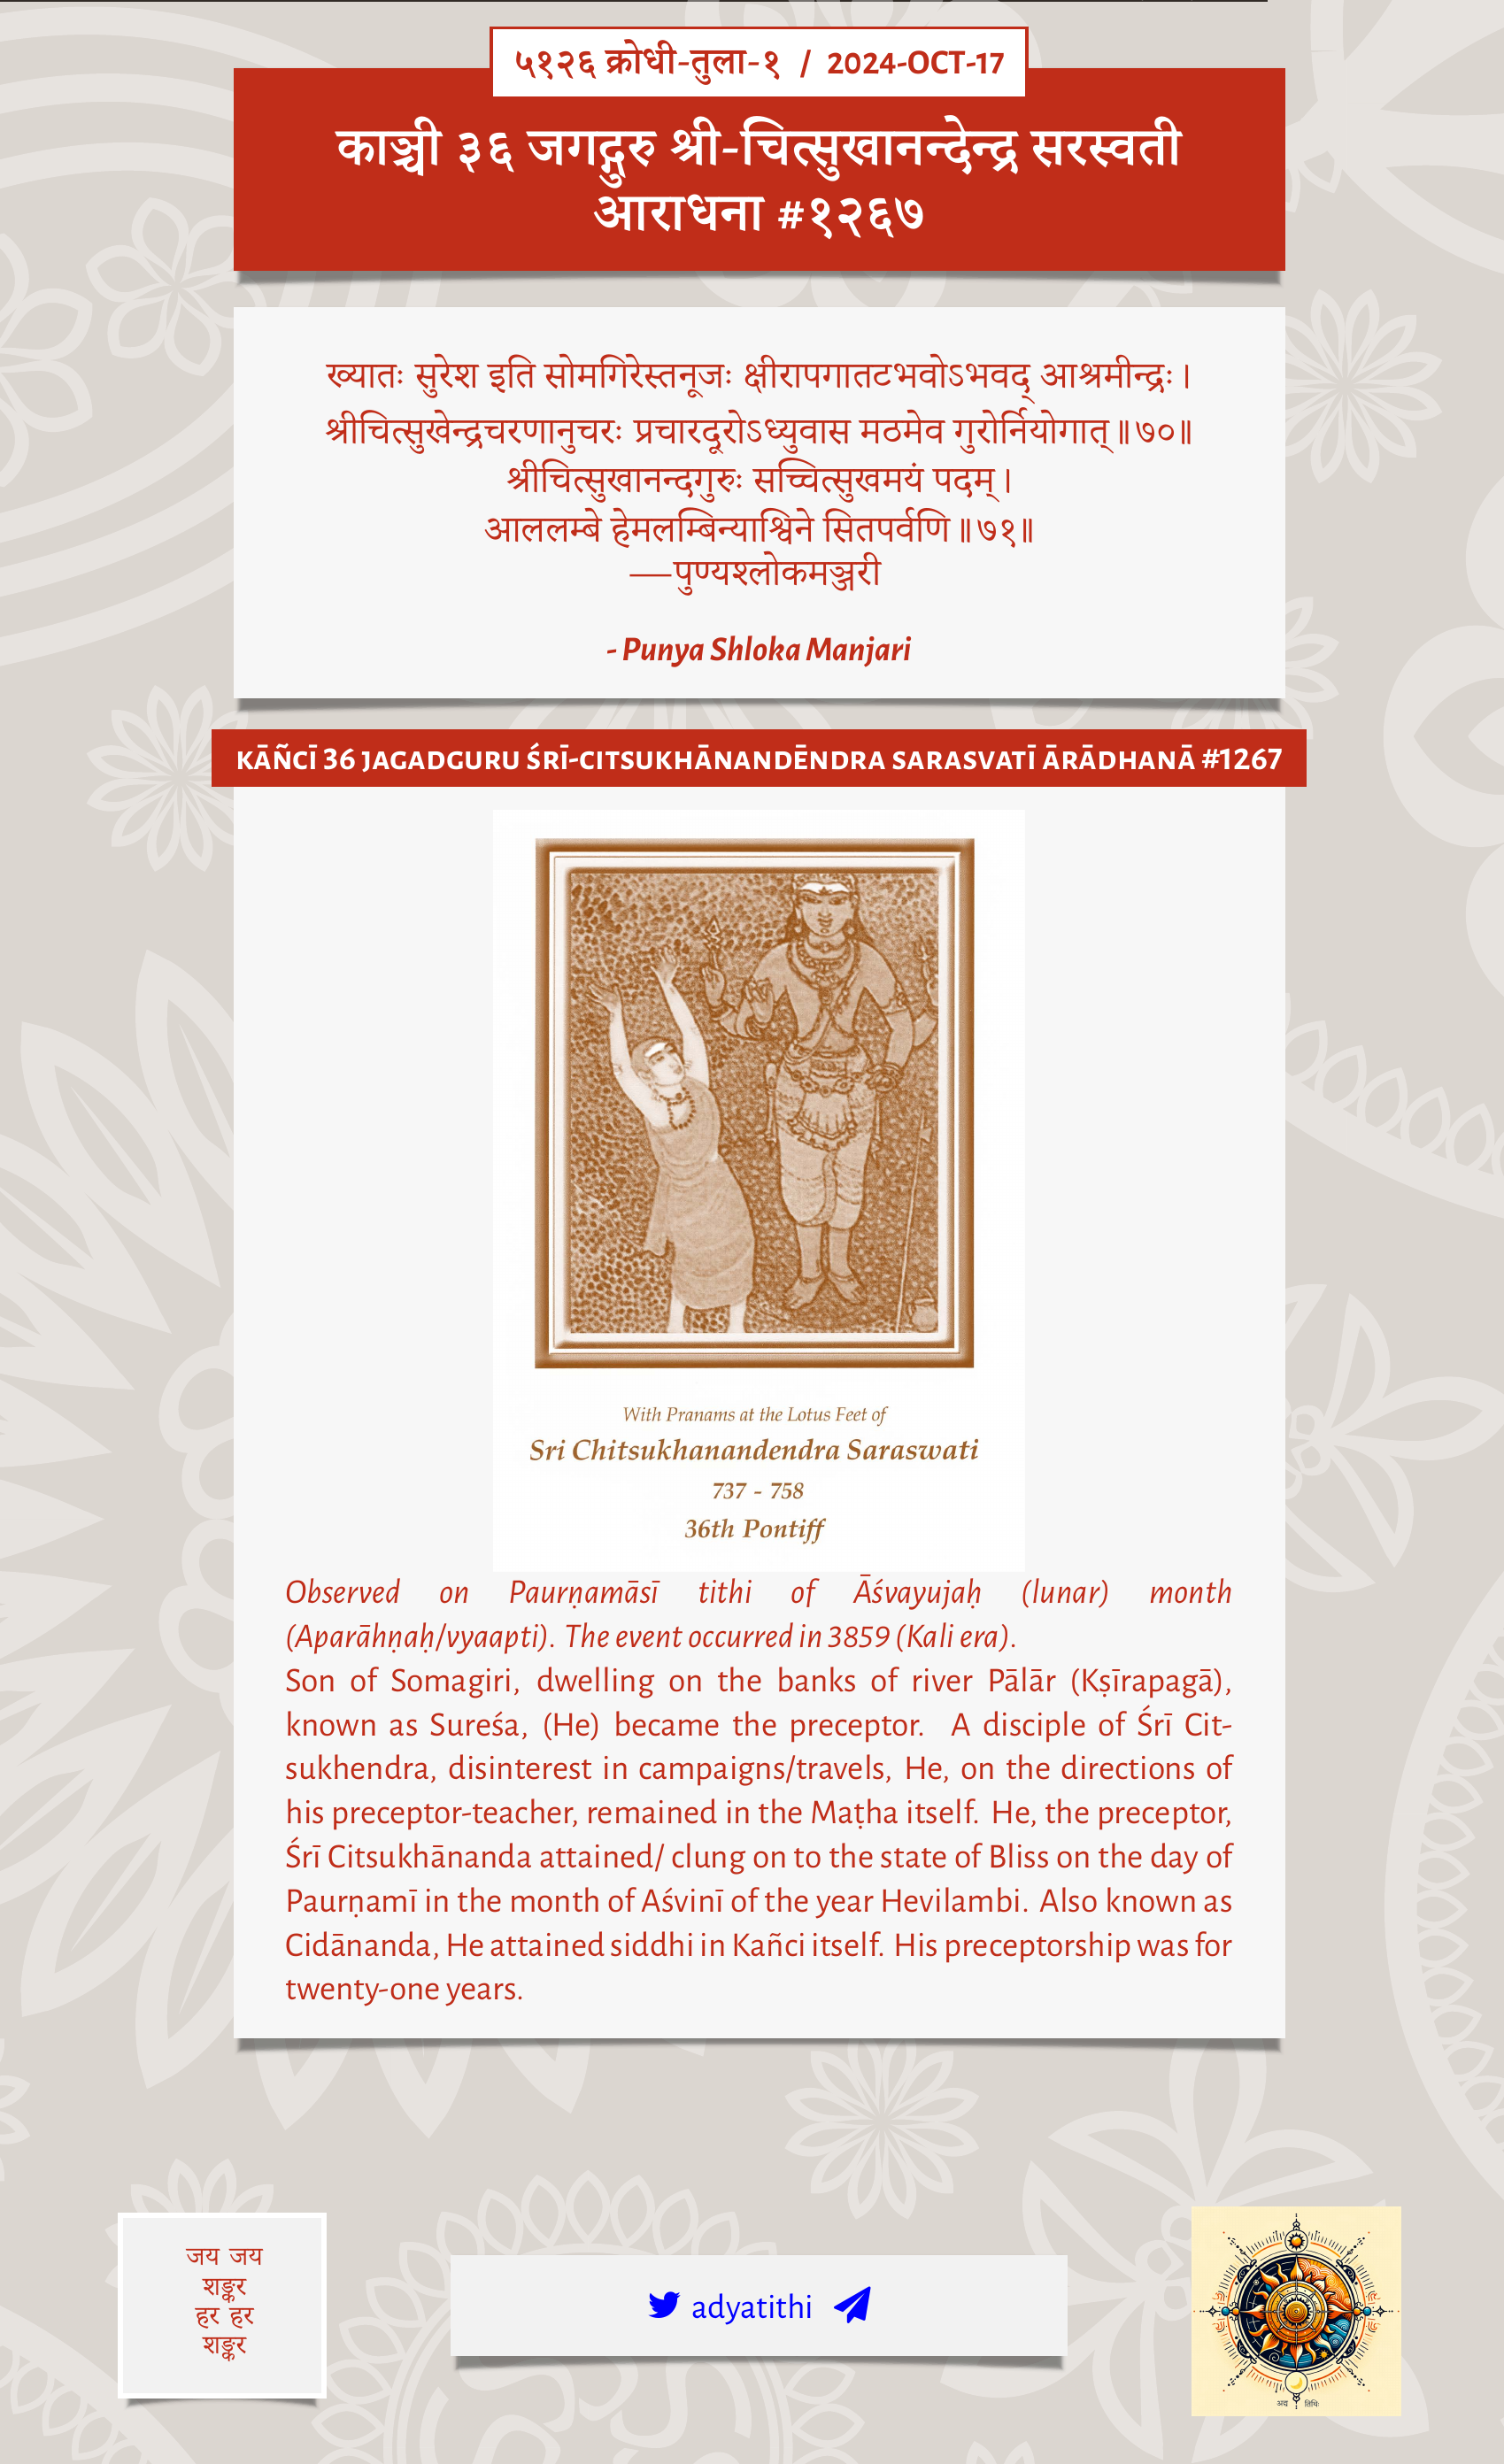 ५१२६ क्रोधी-तुला-१ / 2024-OCT-17
काञ्ची ३६ जगद्गुरु श्री-चित्सुखानन्देन्द्र सरस्वती
आराधना #१२६७
ख्यातः सुरेश इति सोमगिरेस्तनूजः क्षीरापगातटभवोऽभवद् आश्रमीन्द्रः।
श्रीचित्सुखेन्द्रचरणानुचरः प्रचारदूरोऽध्युवास मठमेव गुरोर्नियोगात्॥७०॥
श्रीचित्सुखानन्दगुरुः सच्चित्सुखमयं पदम्।
आललम्बे हेमलम्बिन्याश्विने सितपर्वणि॥७१॥
—पुण्यश्लोकमञ्जरी
- Punya Shloka Manjari
KĀÑCĪ 36 JAGADGURU ŚRĪ-CITSUKHĀNANDĒNDRA SARASVATĪ ĀRĀDHANĀ #1267
With Pranams at the Lotus Feet of
Sri Chitsukhanandendra Saraswati
737 - 758
36th Pontiff
Observed on Paurṇamāsī tithi of Āśvayujaḥ (lunar) month
(Aparāhṇaḥ/vyaapti). The event occurred in 3859 (Kali era).
Son of Somagiri, dwelling on the banks of river Pālār (Kṣīrapagā),
known as Sureśa, (He) became the preceptor. A disciple of Śrī Cit-
sukhendra, disinterest in campaigns/travels, He, on the directions of
his preceptor-teacher, remained in the Maṭha itself. He, the preceptor,
Śrī Citsukhānanda attained/ clung on to the state of Bliss on the day of
Paurṇamī in the month of Aśvinī of the year Hevilambi. Also known as
Cidānanda, He attained siddhi in Kañci itself. His preceptorship was for
twenty-one years.
जय जय
शङ्कर
हर हर
शङ्कर
adyatithi
अद्य तिथिः